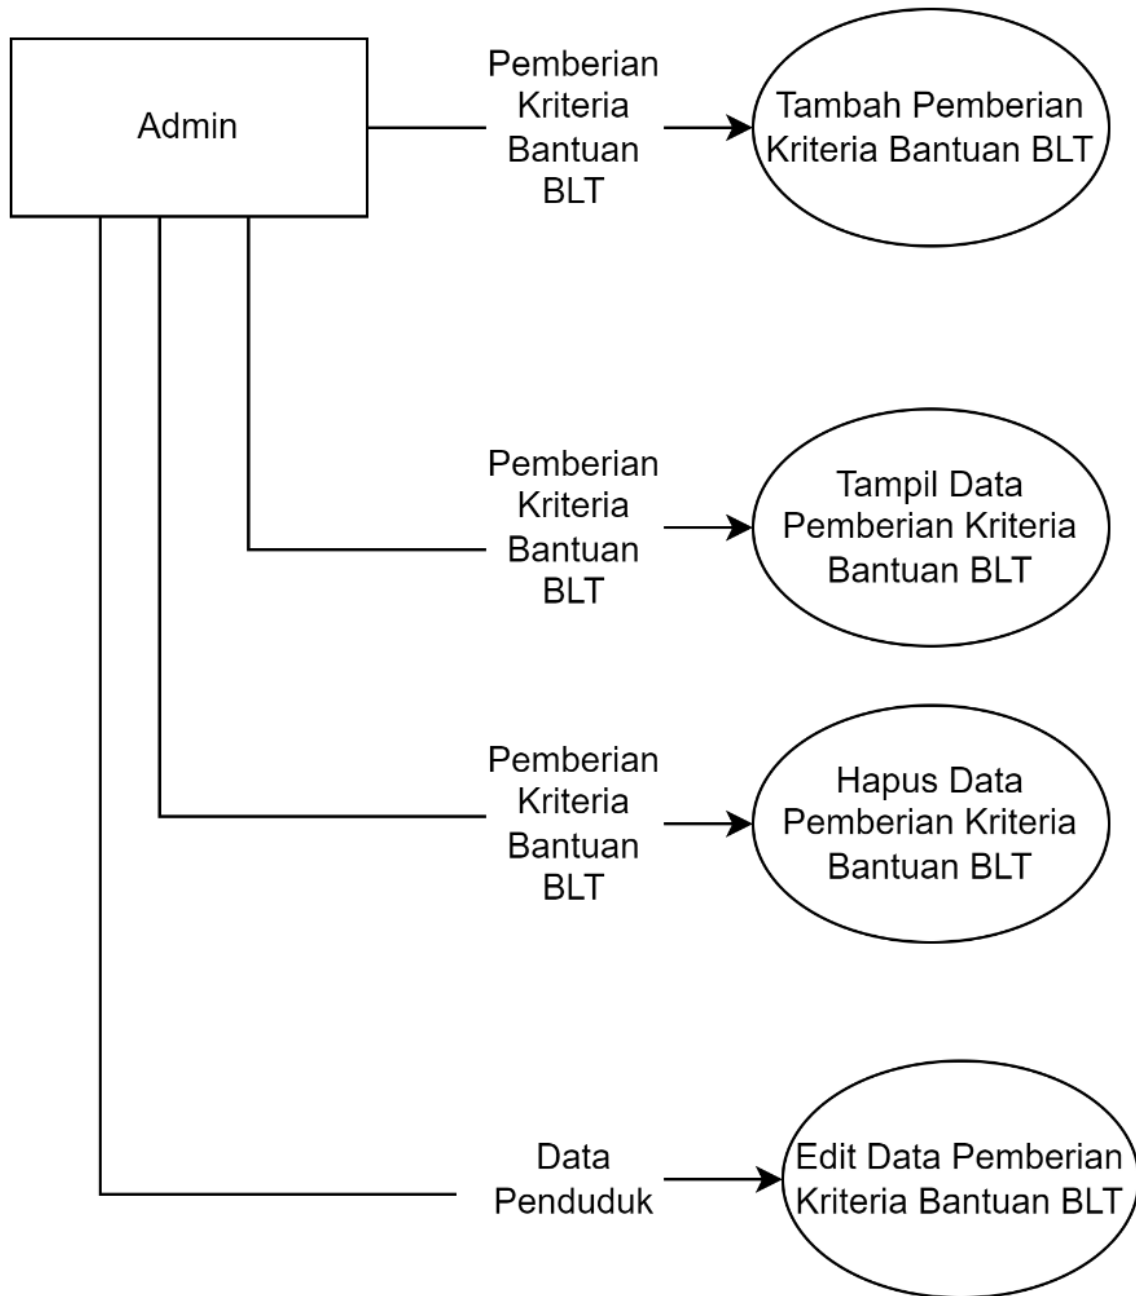 Admin
Pemberian
Kriteria
Bantuan
BLT
Tambah Pemberian
Kriteria Bantuan BLT
Pemberian
Kriteria
Bantuan
BLT
Tampil Data
Pemberian Kriteria
Bantuan BLT
Pemberian
Kriteria
Bantuan
BLT
Hapus Data
Pemberian Kriteria
Bantuan BLT
Data
Penduduk
Edit Data Pemberian
Kriteria Bantuan BLT